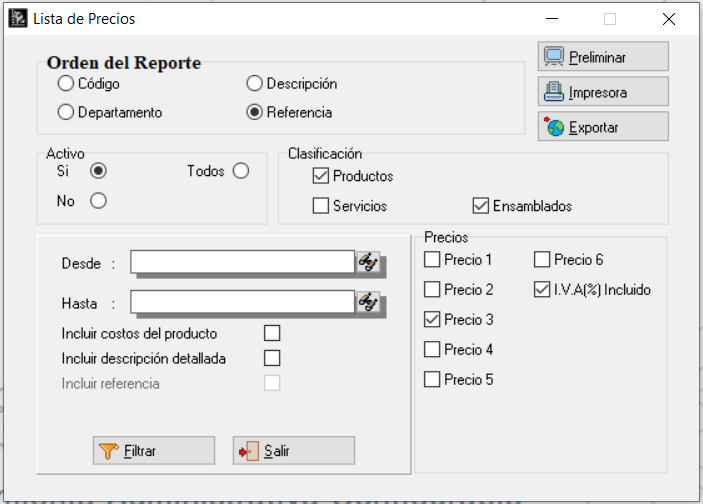 Lista de Precios
Orden del Reporte
Código
Descripción
Departamento
Referencia
Preliminar
Impresora
Exportar
Activo
Si
Todos
No
Clasificación
Productos
Servicios
Ensamblados
Desde :
Hasta :
Incluir costos del producto
Incluir descripción detallada
Incluir referencia
Filtrar
Salir
Precios
Precio 1
Precio 6
Precio 2
I.V.A(%) Incluido
Precio 3
Precio 4
Precio 5